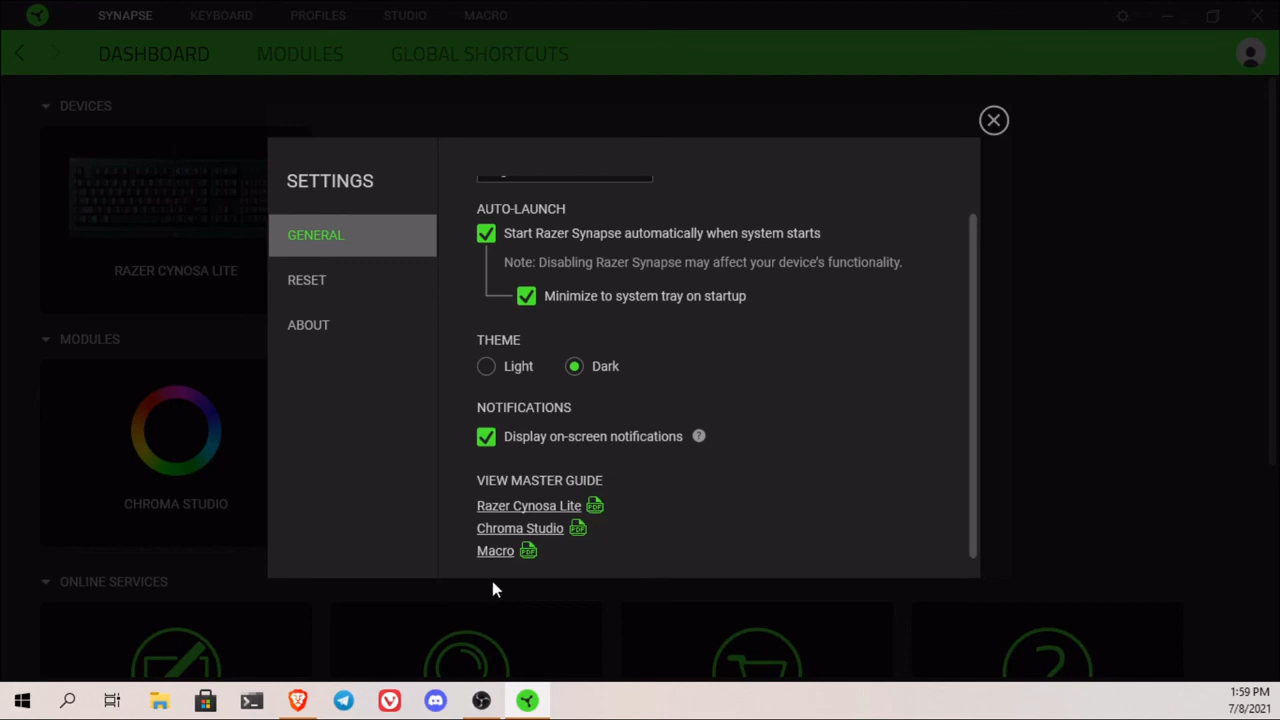 SYNAPSE KEYBOARD PROFILES STUDIO MACRO
DASHBOARD MODULES GLOBAL SHORTCUTS
DEVICES
RAZER CYNOSA LITE
MODULES
CHROMA STUDIO
ONLINE SERVICES
SETTINGS
GENERAL
RESET
ABOUT
AUTO-LAUNCH
Start Razer Synapse automatically when system starts
Note: Disabling Razer Synapse may affect your device's functionality.
Minimize to system tray on startup
THEME
Light Dark
NOTIFICATIONS
Display on-screen notifications ?
VIEW MASTER GUIDE
Razer Cynosa Lite PDF
Chroma Studio PDF
Macro PDF
1:59 PM
7/8/2021